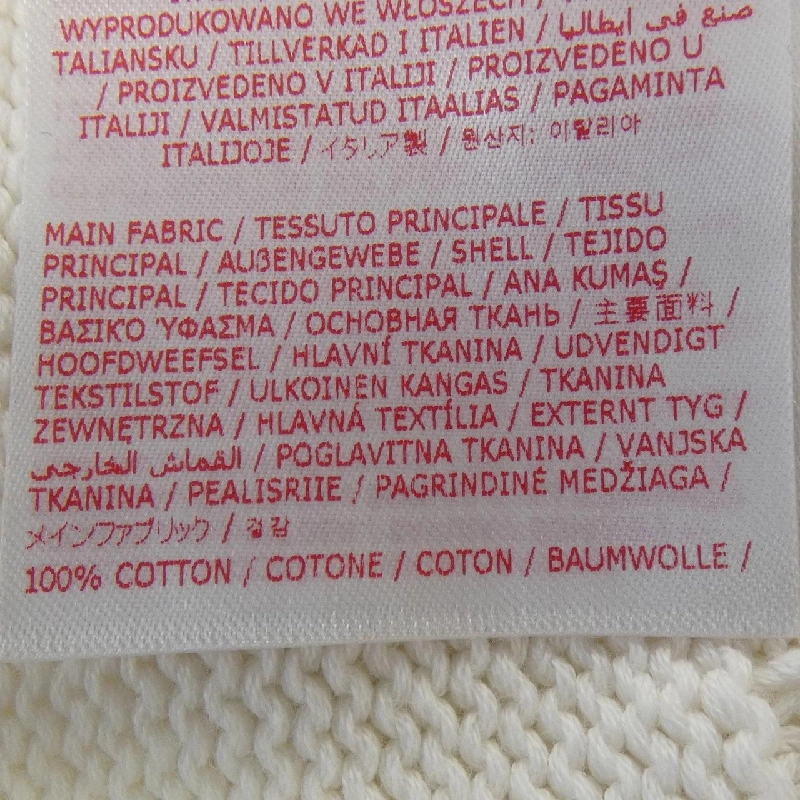 WYPRODUKOWANO WE WŁOSZECH /
TALIANSKU / TILLVERKAD I ITALIEN / صنع في ايطاليا
/ PROIZVEDENO V ITALIJI / PROIZVEDENO U
ITALIJI / VALMISTATUD ITAALIAS / PAGAMINTA
ITALIJOJE / イタリア製 / 원산지: 이탈리아
MAIN FABRIC / TESSUTO PRINCIPALE / TISSU
PRINCIPAL / AUßENGEWEBE / SHELL / TEJIDO
PRINCIPAL / TECIDO PRINCIPAL / ANA KUMAŞ /
ΒΑΣΙΚΌ ΎΦΑΣΜΑ / ОСНОВНАЯ ТКАНЬ / 主要面料 /
HOOFDWEEFSEL / HLAVNÍ TKANINA / UDVENDIGT
TEKSTILSTOF / ULKOINEN KANGAS / TKANINA
ZEWNĘTRZNA / HLAVNÁ TEXTÍLIA / EXTERNT TYG /
القماش الخارجي / POGLAVITNA TKANINA / VANJSKA
TKANINA / PEALISRIIE / PAGRINDINĖ MEDŽIAGA /
メインファブリック / 겉감
100% COTTON / COTONE / COTON / BAUMWOLLE /